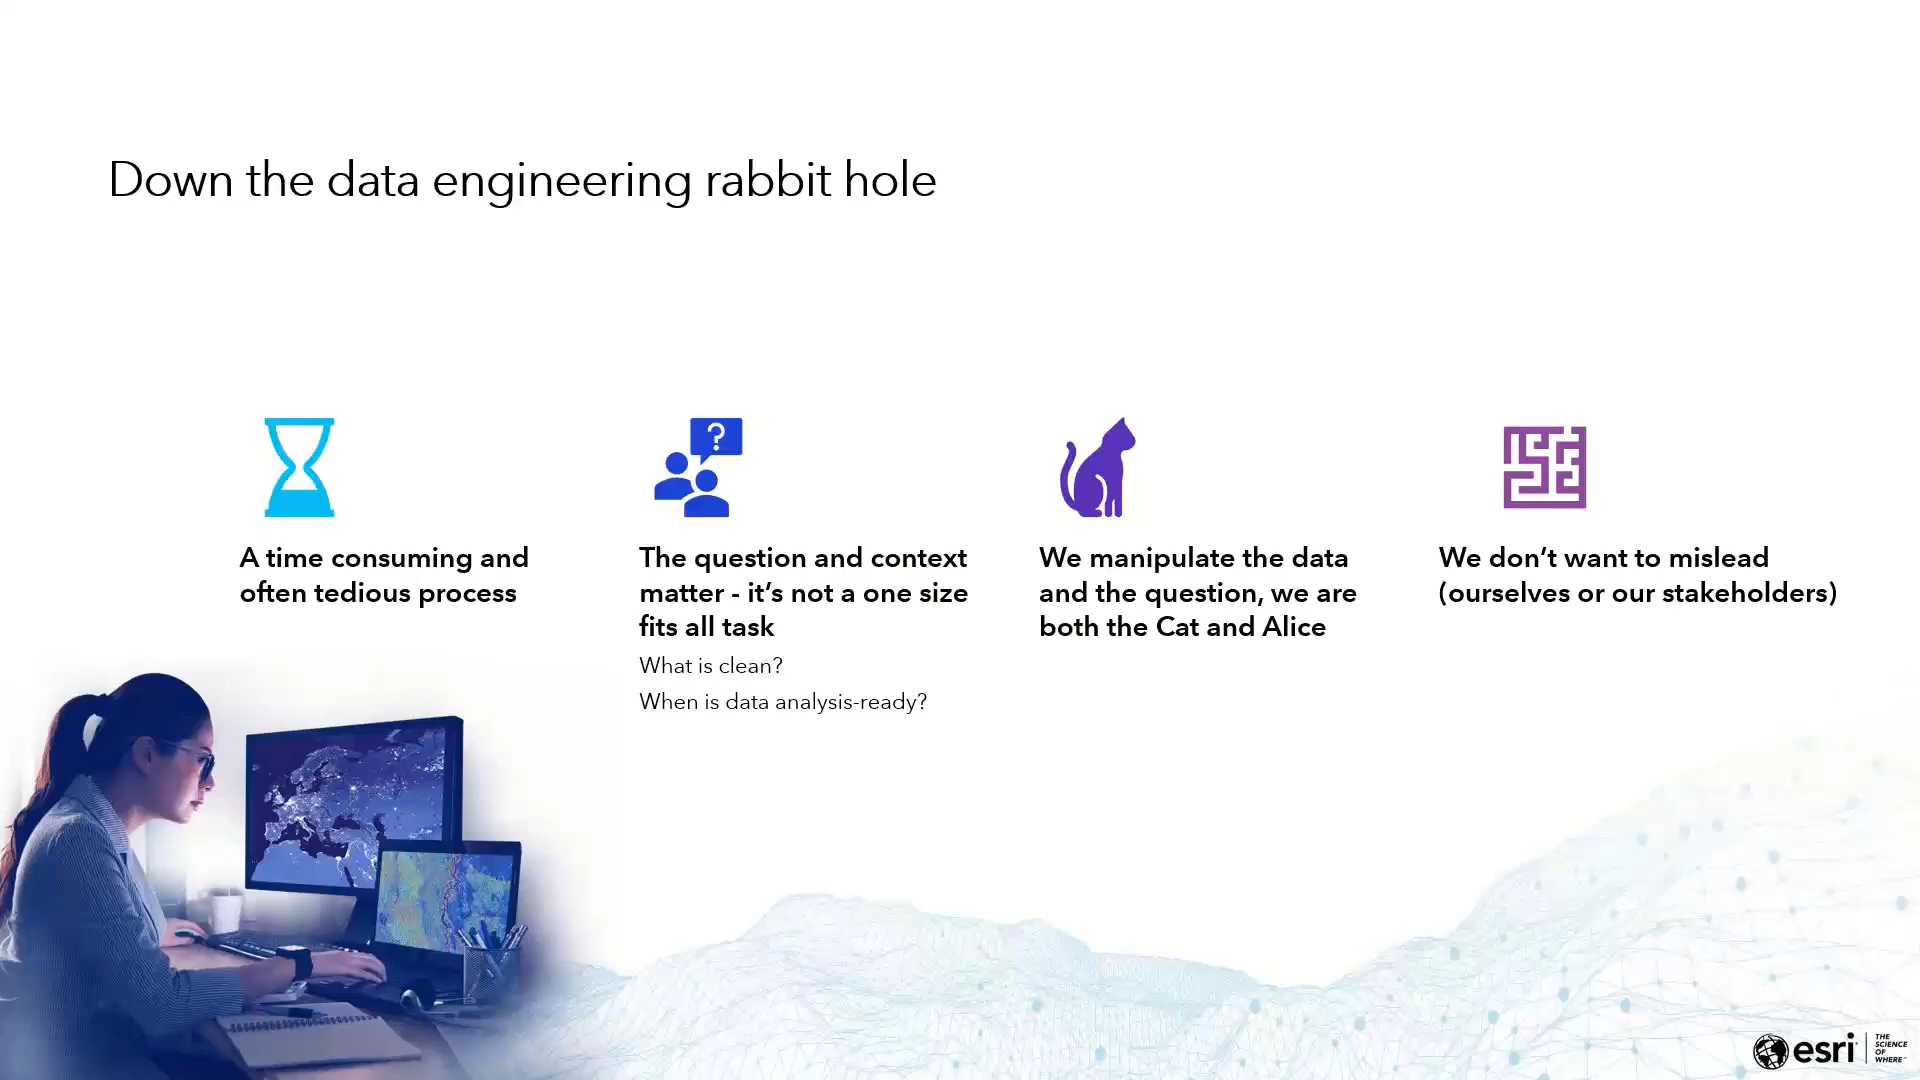 Down the data engineering rabbit hole
?
A time consuming and
often tedious process
The question and context
matter - it’s not a one size
fits all task
What is clean?
When is data analysis-ready?
We manipulate the data
and the question, we are
both the Cat and Alice
We don’t want to mislead
(ourselves or our stakeholders)
esri
THE
SCIENCE
OF
WHERE™